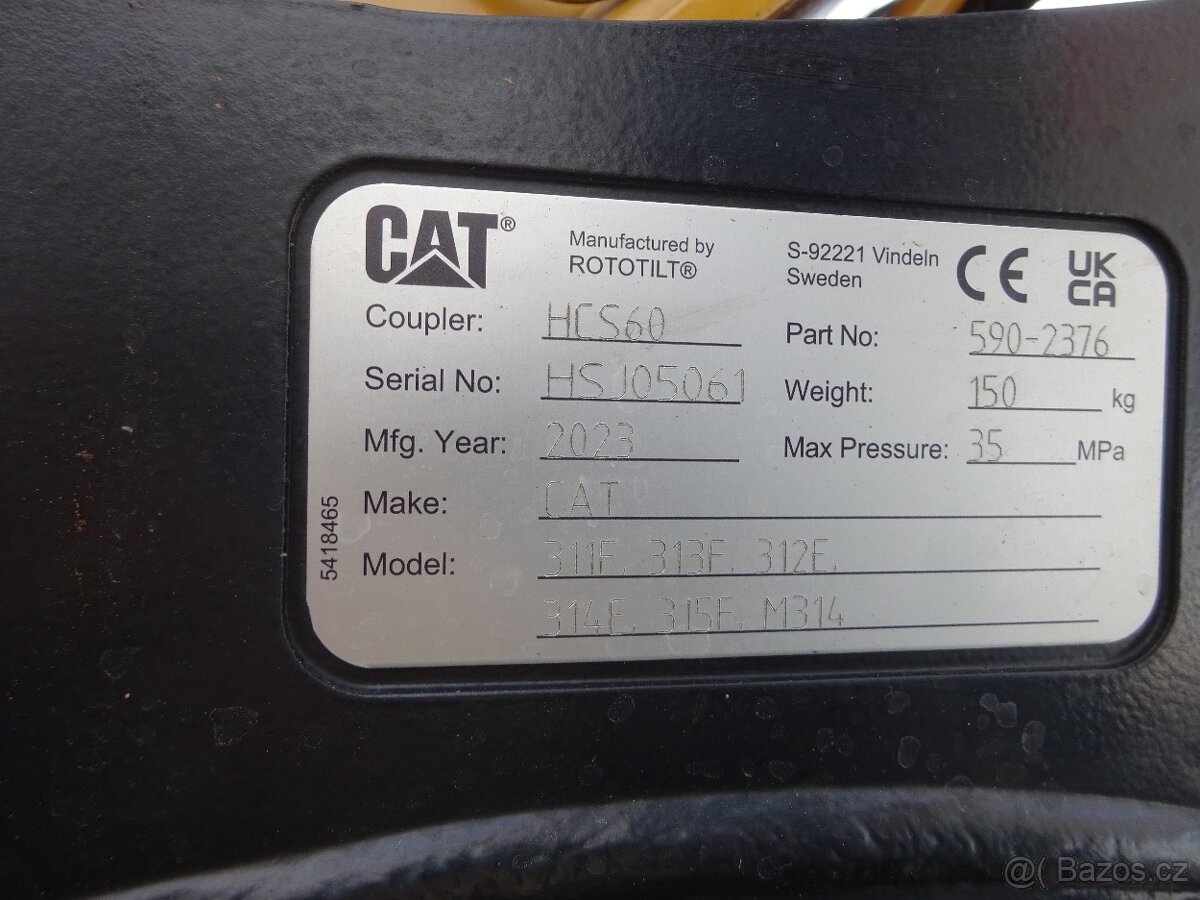 CAT®
Manufactured by
ROTOTILT®
S-92221 Vindeln
Sweden
CE
UK
CA
Coupler: HCS60
Part No: 590-2376
Serial No: HSJ05061
Weight: 150 kg
Mfg. Year: 2023
Max Pressure: 35 MPa
Make: CAT
Model: 311F, 313F, 312E,
314E, 315F, M314
5418465
@( Bazos.cz